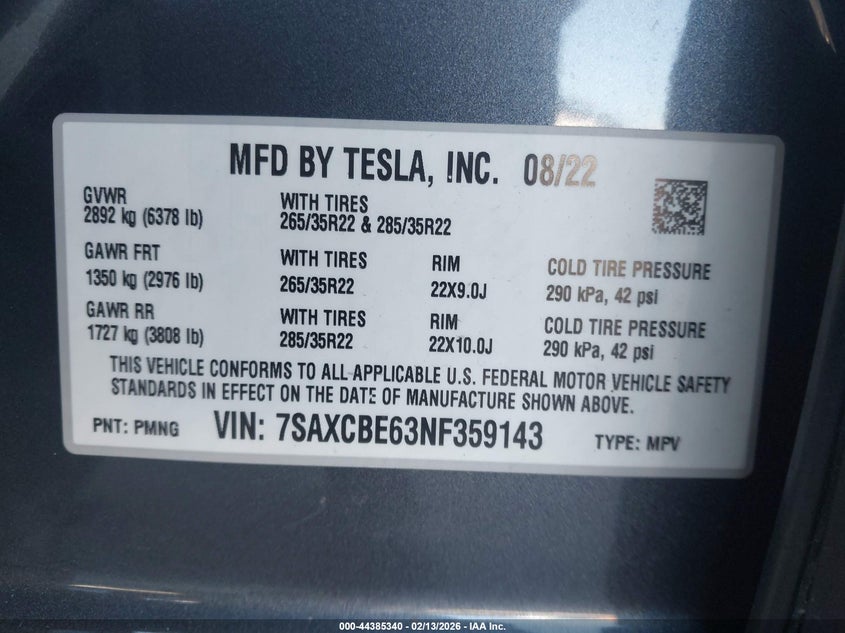 MFD BY TESLA, INC. 08/22
GVWR
2892 kg (6378 lb)
WITH TIRES
265/35R22 & 285/35R22
GAWR FRT
1350 kg (2976 lb)
WITH TIRES
265/35R22
RIM
22X9.0J
COLD TIRE PRESSURE
290 kPa, 42 psi
GAWR RR
1727 kg (3808 lb)
WITH TIRES
285/35R22
RIM
22X10.0J
COLD TIRE PRESSURE
290 kPa, 42 psi
THIS VEHICLE CONFORMS TO ALL APPLICABLE U.S. FEDERAL MOTOR VEHICLE SAFETY
STANDARDS IN EFFECT ON THE DATE OF MANUFACTURE SHOWN ABOVE.
PNT: PMNG VIN: 7SAXCBE63NF359143 TYPE: MPV
000-44385340 - 02/13/2026 - IAA Inc.